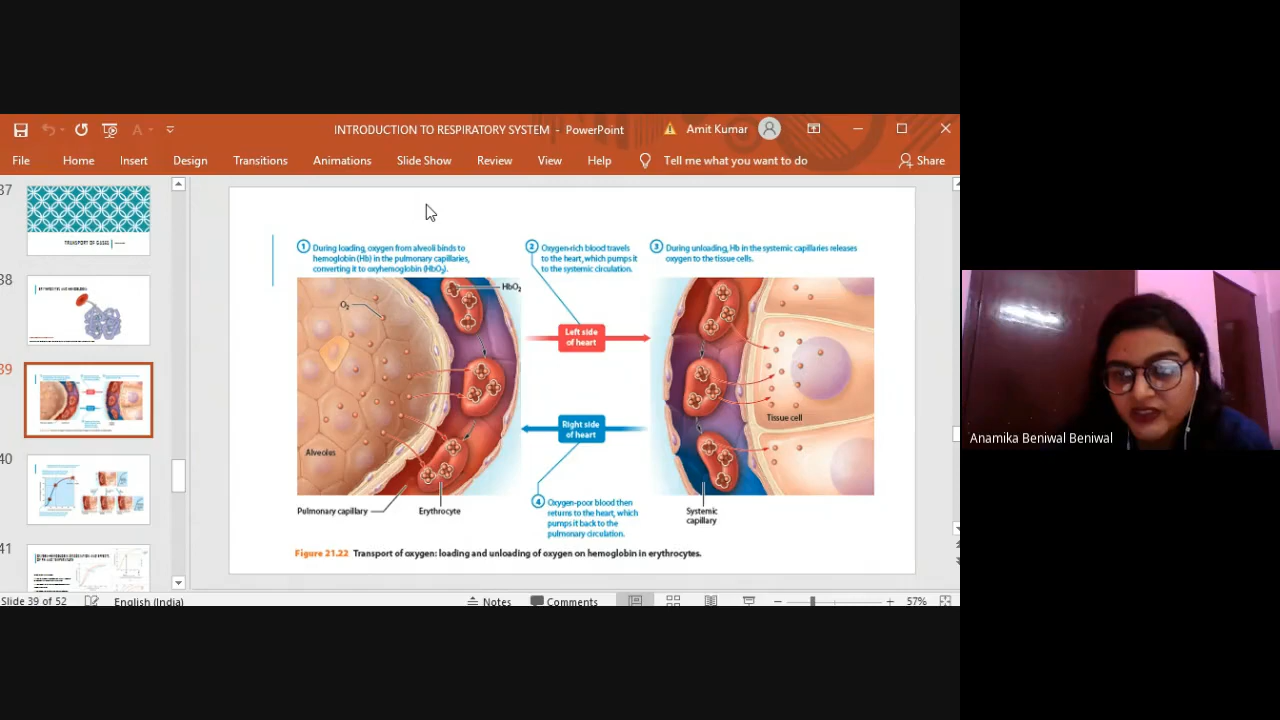 INTRODUCTION TO RESPIRATORY SYSTEM - PowerPoint
Amit Kumar
File Home Insert Design Transitions Animations Slide Show Review View Help Tell me what you want to do Share
37
TRANSPORT OF GASES
38
39
40
41
1 During loading, oxygen from alveoli binds to
hemoglobin (Hb) in the pulmonary capillaries,
converting it to oxyhemoglobin (HbO₂).
2 Oxygen-rich blood travels
to the heart, which pumps it
to the systemic circulation.
3 During unloading, Hb in the systemic capillaries releases
oxygen to the tissue cells.
O₂
HbO₂
Left side
of heart
Right side
of heart
Alveolus
Tissue cell
Pulmonary capillary
Erythrocyte
4 Oxygen-poor blood then
returns to the heart, which
pumps it back to the
pulmonary circulation.
Systemic
capillary
Figure 21.22 Transport of oxygen: loading and unloading of oxygen on hemoglobin in erythrocytes.
Slide 39 of 52 English (India) Notes Comments 57%
Anamika Beniwal Beniwal